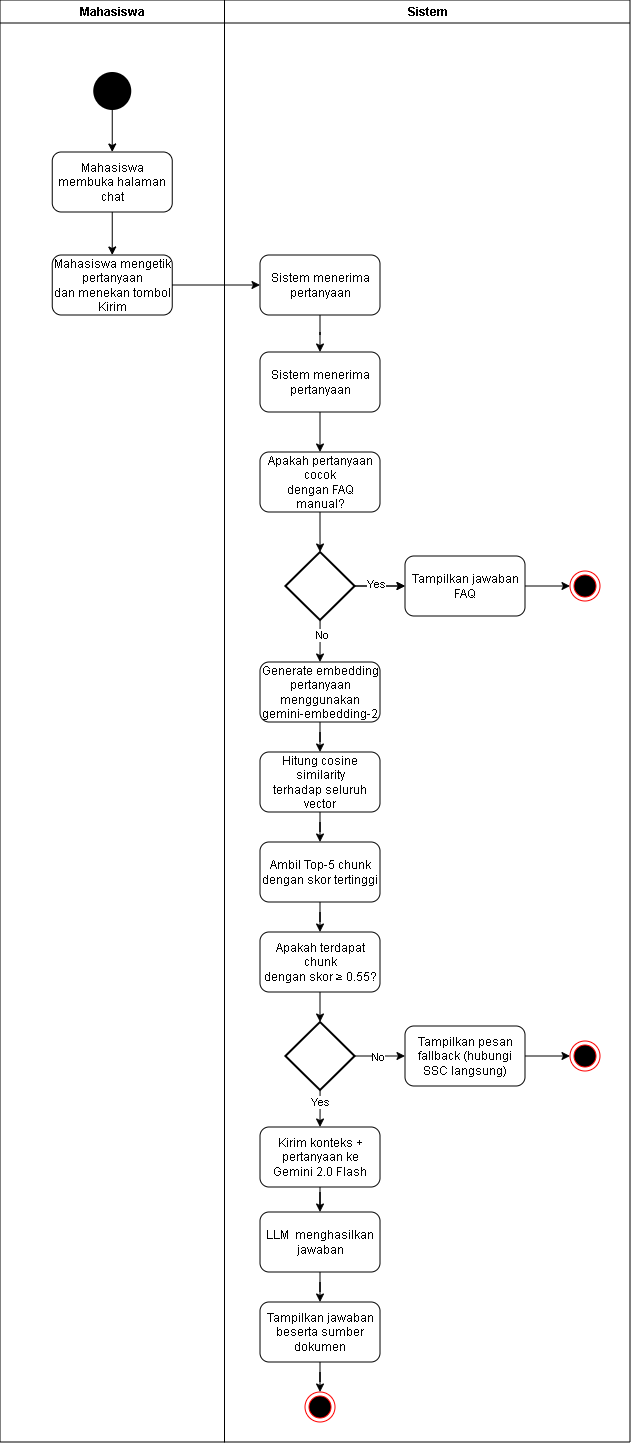 Mahasiswa
Sistem
Mahasiswa
membuka halaman
chat
Mahasiswa mengetik
pertanyaan
dan menekan tombol
Kirim
Sistem menerima
pertanyaan
Sistem menerima
pertanyaan
Apakah pertanyaan
cocok
dengan FAQ
manual?
Yes
Tampilkan jawaban
FAQ
No
Generate embedding
pertanyaan
menggunakan
gemini-embedding-2
Hitung cosine
similarity
terhadap seluruh
vector
Ambil Top-5 chunk
dengan skor tertinggi
Apakah terdapat
chunk
dengan skor ≥ 0.55?
No
Tampilkan pesan
fallback (hubungi
SSC langsung)
Yes
Kirim konteks +
pertanyaan ke
Gemini 2.0 Flash
LLM menghasilkan
jawaban
Tampilkan jawaban
beserta sumber
dokumen